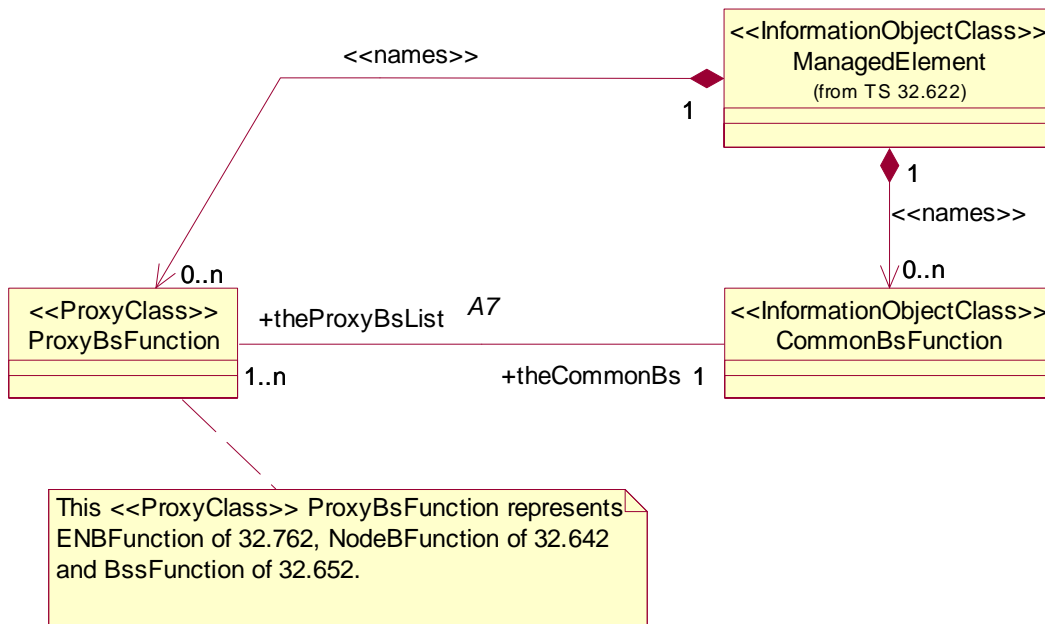 <<InformationObjectClass>>
ManagedElement
(from TS 32.622)
<<names>>
1
1
<<names>>
0..n
0..n
<<ProxyClass>>
ProxyBsFunction
+theProxyBsList
A7
<<InformationObjectClass>>
CommonBsFunction
1..n
+theCommonBs
1
This <<ProxyClass>> ProxyBsFunction represents
ENBFunction of 32.762, NodeBFunction of 32.642
and BssFunction of 32.652.